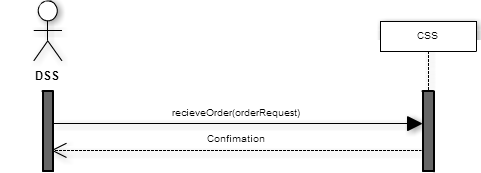 CSS
DSS
recieveOrder(orderRequest)
Confimation